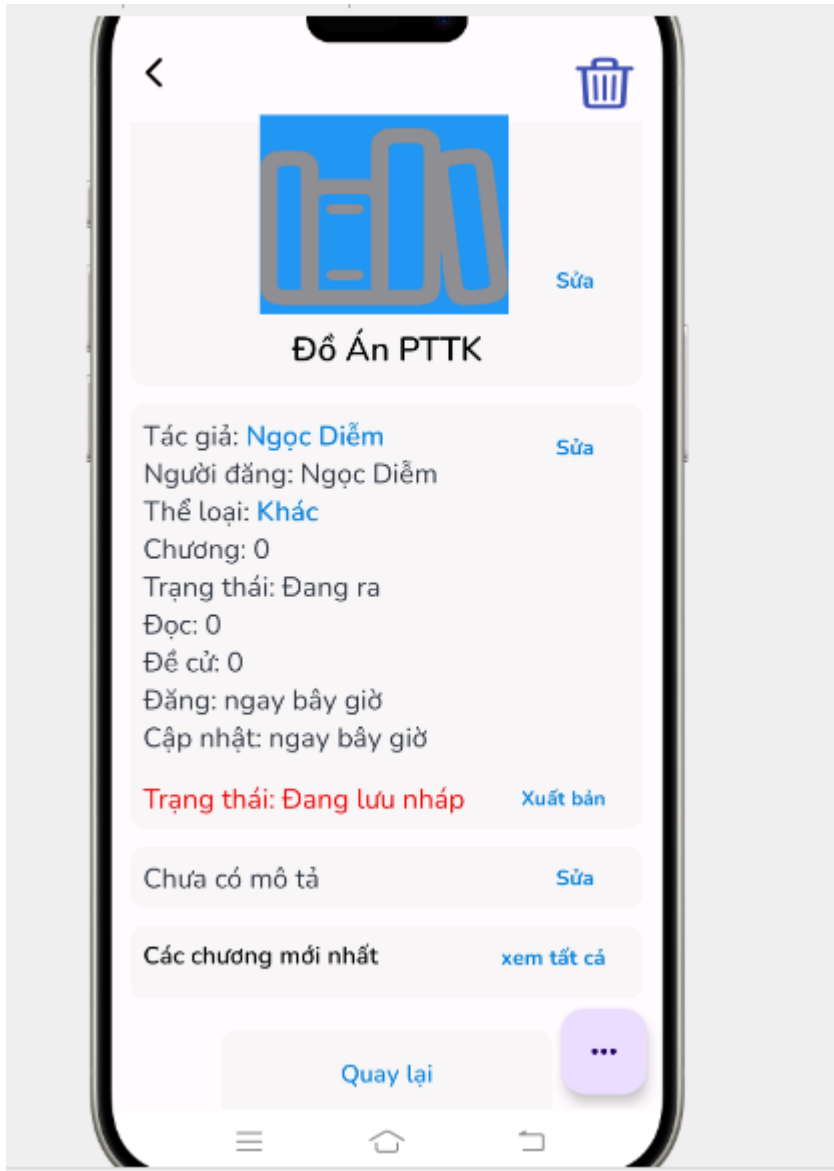 Sửa
Đồ Án PTTK
Tác giả: Ngọc Diễm
Sửa
Người đăng: Ngọc Diễm
Thể loại: Khác
Chương: 0
Trạng thái: Đang ra
Đọc: 0
Đề cử: 0
Đăng: ngay bây giờ
Cập nhật: ngay bây giờ
Trạng thái: Đang lưu nháp
Xuất bản
Chưa có mô tả
Sửa
Các chương mới nhất
xem tất cả
Quay lại